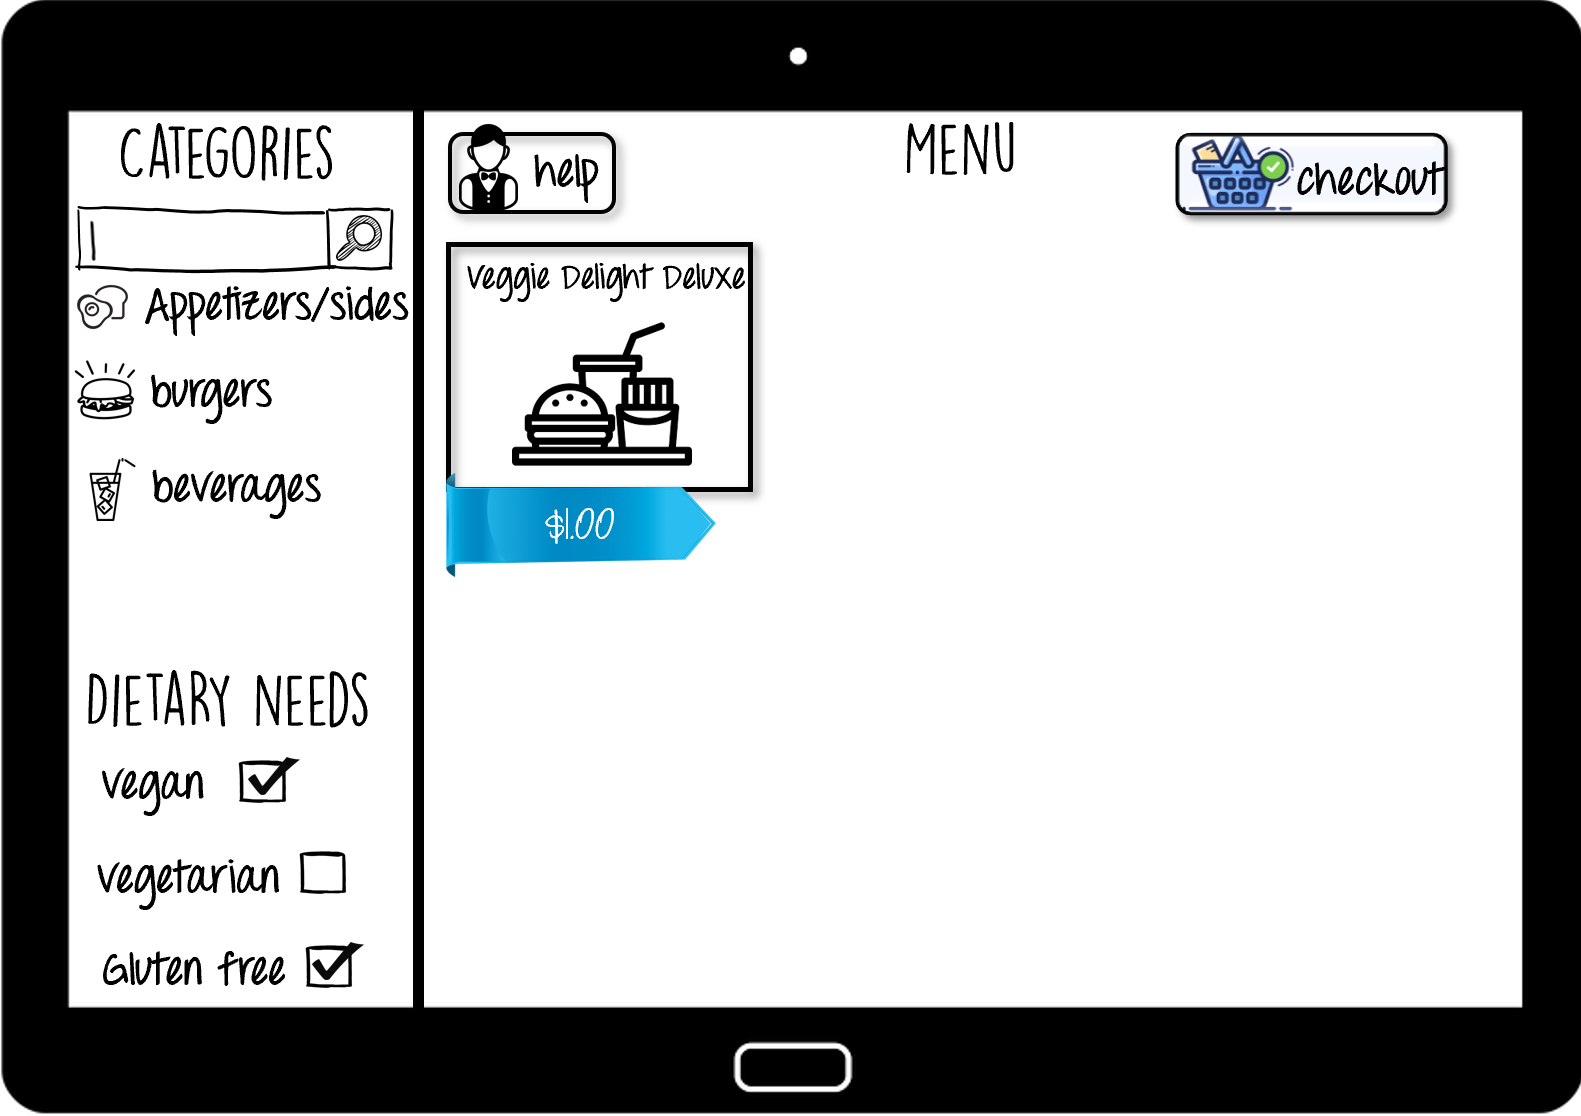 CATEGORIES
Appetizers/sides
burgers
beverages
DIETARY NEEDS
vegan
vegetarian
Gluten free
help
MENU
checkout
Veggie Delight Deluxe
$1.00